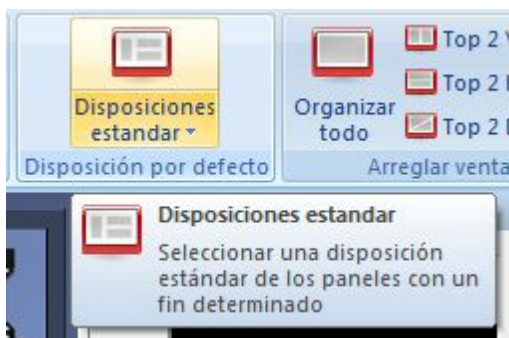 Disposiciones
estandar
Disposición por defecto
Organizar
todo
Top 2
Top 2
Top 2
Arreglar
Disposiciones estandar
Seleccionar una disposición
estándar de los paneles con un
fin determinado